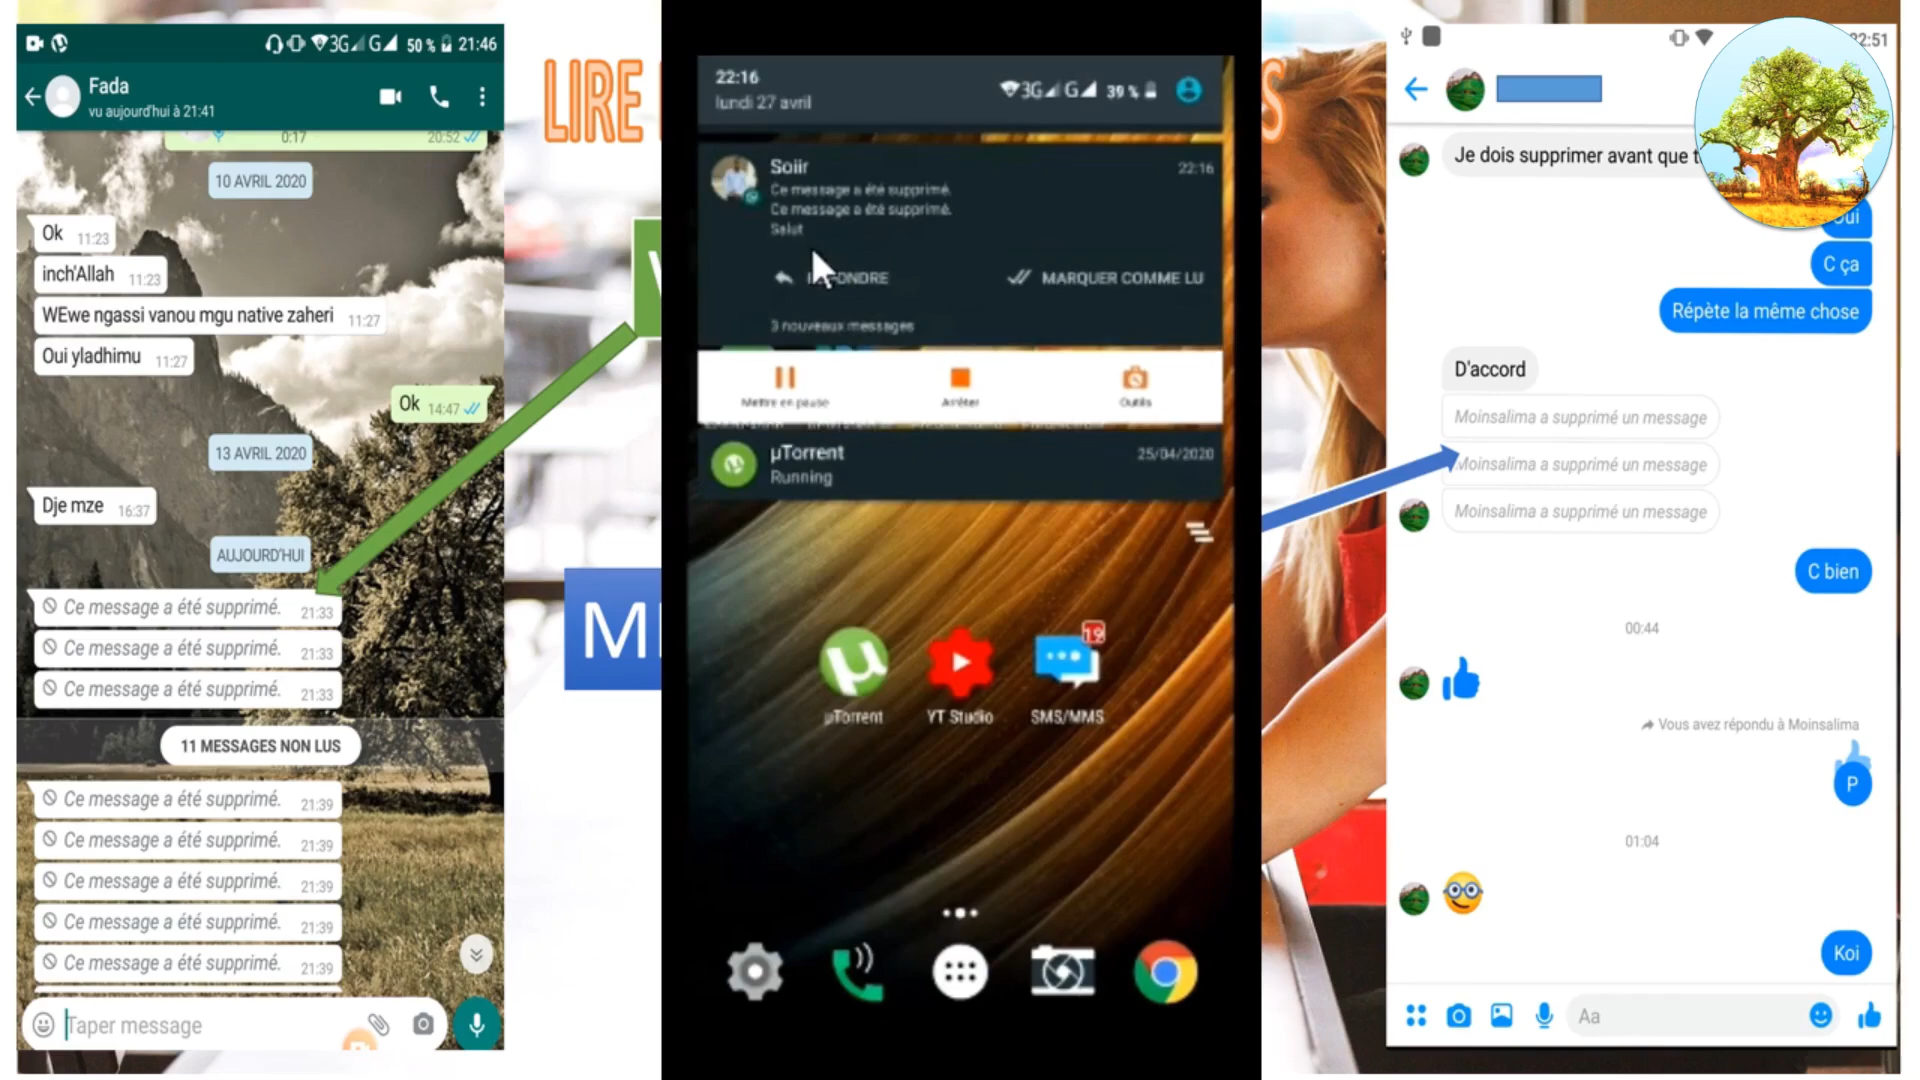 3G G 50 % 21:46
Fada
vu aujourd'hui à 21:41
0:17 20:52
10 AVRIL 2020
Ok 11:23
inch'Allah 11:23
WEwe ngassi vanou mgu native zaheri 11:27
Oui yladhimu 11:27
Ok 14:47
13 AVRIL 2020
Dje mze 16:37
AUJOURD'HUI
Ce message a été supprimé. 21:33
Ce message a été supprimé. 21:33
Ce message a été supprimé. 21:33
11 MESSAGES NON LUS
Ce message a été supprimé. 21:39
Ce message a été supprimé. 21:39
Ce message a été supprimé. 21:39
Ce message a été supprimé. 21:39
Ce message a été supprimé. 21:39
Taper message
LIRE
22:16
lundi 27 avril
3G G 39 %
Soiir 22:16
Ce message a été supprimé.
Ce message a été supprimé.
Salut
MARQUER COMME LU
3 nouveaux messages
Mettre en pause Arrêter Outils
µTorrent 25/04/2020
Running
19
µTorrent YT Studio SMS/MMS
Je dois supprimer avant que
C ça
Répète la même chose
D'accord
Moinsalima a supprimé un message
Moinsalima a supprimé un message
Moinsalima a supprimé un message
C bien
00:44
Vous avez répondu à Moinsalima
P
01:04
Koi
Aa